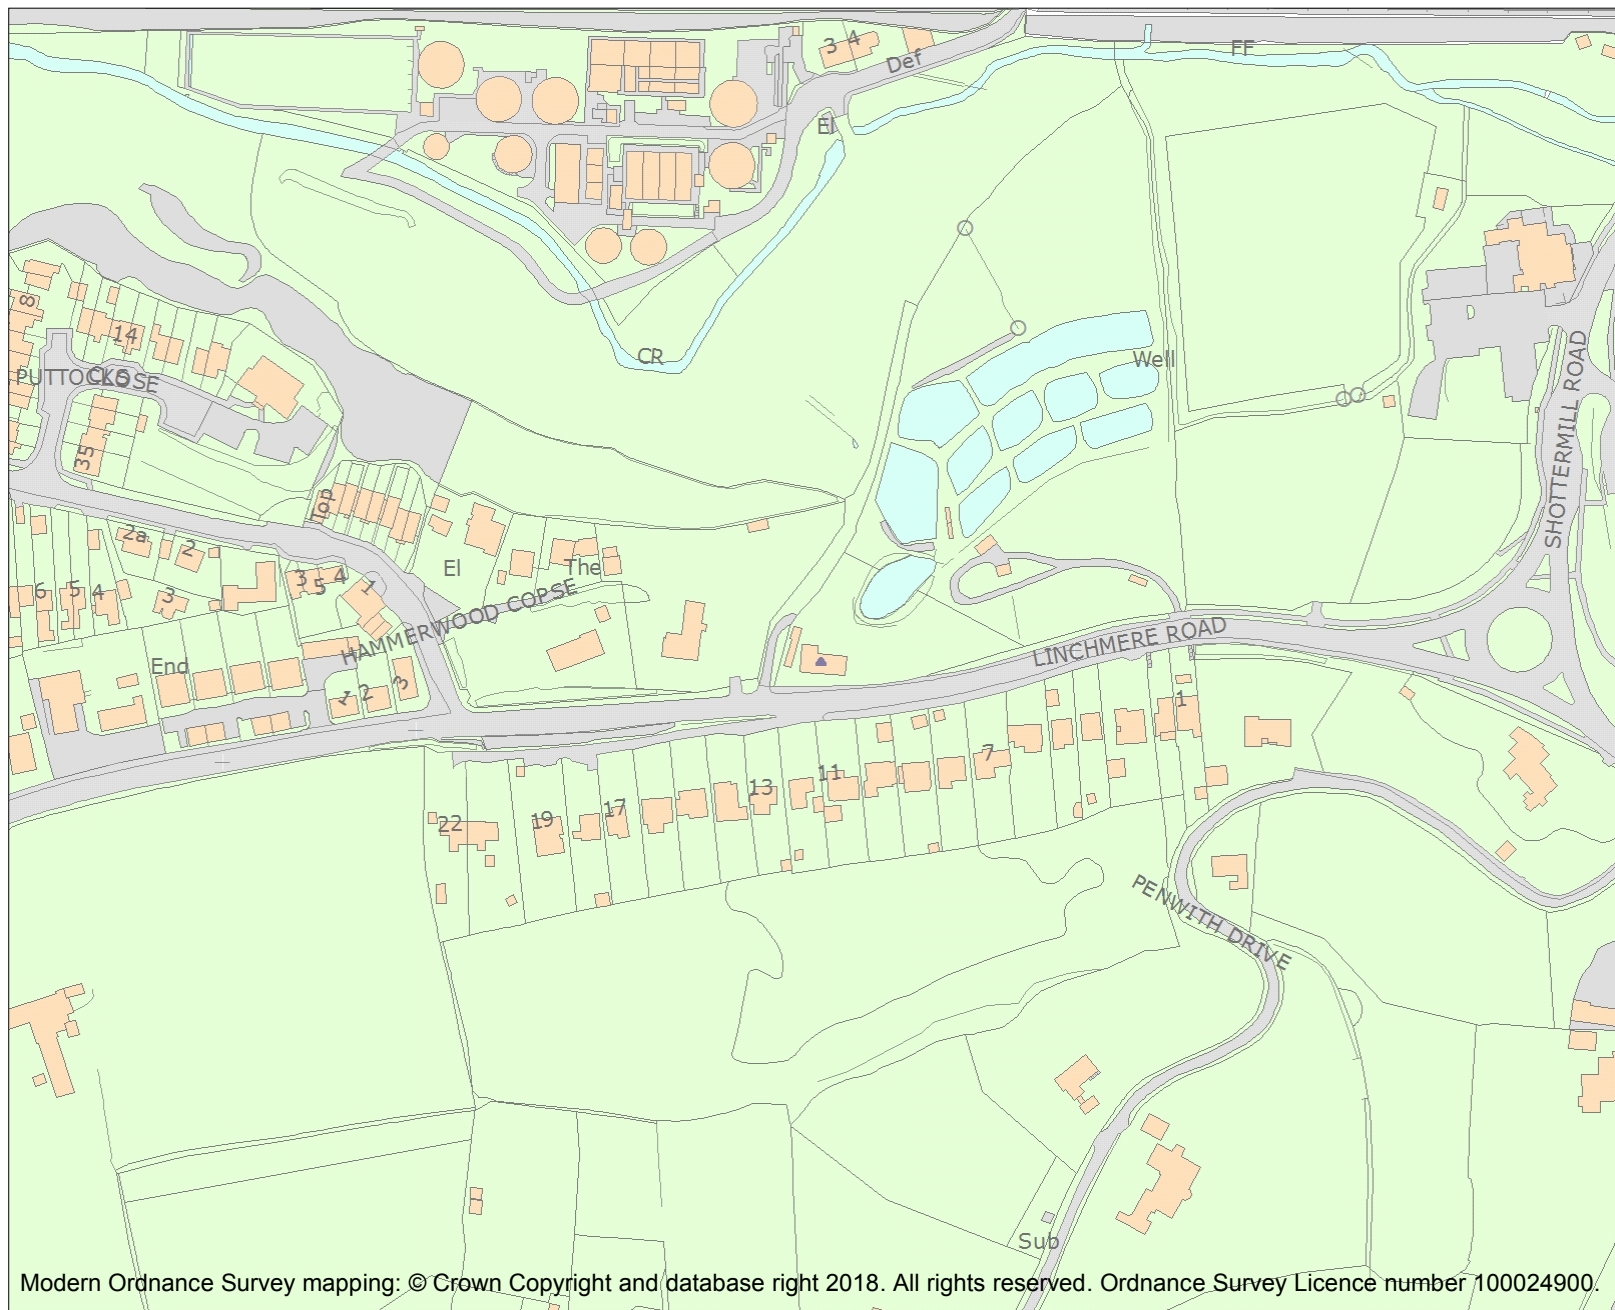 3 4
Def
FF
El
8
14
CR
Well
PUTTOCKS
CLOSE
SHOTTERMILL ROAD
35
Top
2a
2
El
The
6
5
4
3
3
5
4
1
HAMMERWOOD COPSE
LINCHMERE ROAD
End
1
2
3
1
7
11
13
17
19
22
PENWITH DRIVE
Sub
Modern Ordnance Survey mapping: © Crown Copyright and database right 2018. All rights reserved. Ordnance Survey Licence number 100024900.